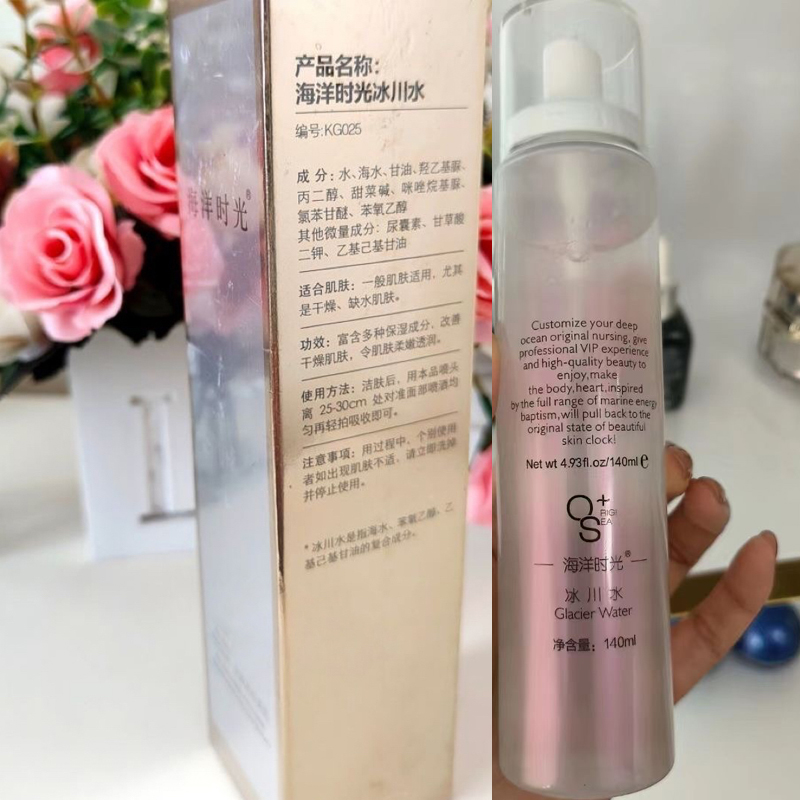 产品名称：
海洋时光冰川水
编号:KG025
成 分：水、海水、甘油、羟乙基脲、
丙二醇、甜菜碱、咪唑烷基脲、
氯苯甘醚、苯氧乙醇
其他微量成分：尿囊素、甘草酸
二钾、乙基己基甘油
适合肌肤：一般肌肤适用，尤其
是干燥、缺水肌肤。
功效：富含多种保湿成分，改善
干燥肌肤，令肌肤柔嫩透润。
使用方法：洁肤后，用本品喷头
离 25-30cm 处对准面部喷洒均
匀再轻拍吸收即可。
注意事项：用过程中，个别使用
者如出现肌肤不适，请立即洗掉
并停止使用。
*冰川水是指海水、苯氧乙醇、乙
基己基甘油的复合成分。
海洋时光®
Customize your deep
ocean original nursing, give
professional VIP experience
and high-quality beauty to
enjoy,make
the body,heart,inspired
by the full range of marine energy
baptism,will pull back to the
original state of beautiful
skin clock!
Net wt 4.93fl.oz/140ml ℮
OS+
RIGI
EA
海洋时光®
冰川水
Glacier Water
净含量：140ml